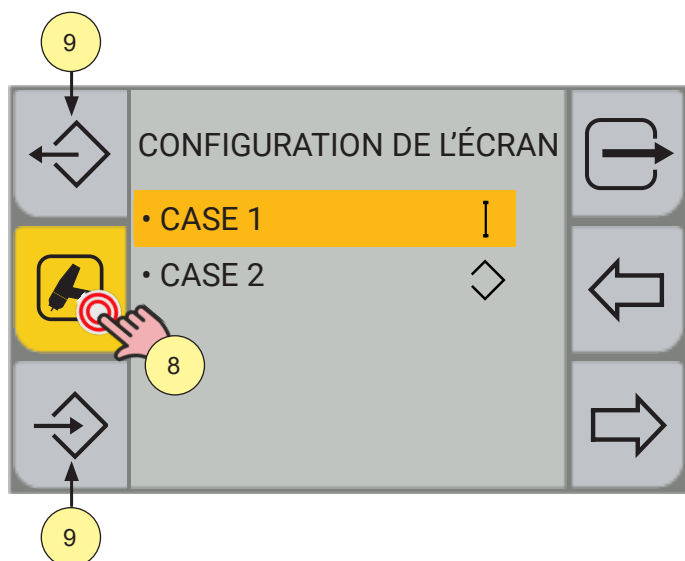 9
CONFIGURATION DE L'ÉCRAN
• CASE 1
• CASE 2
8
9